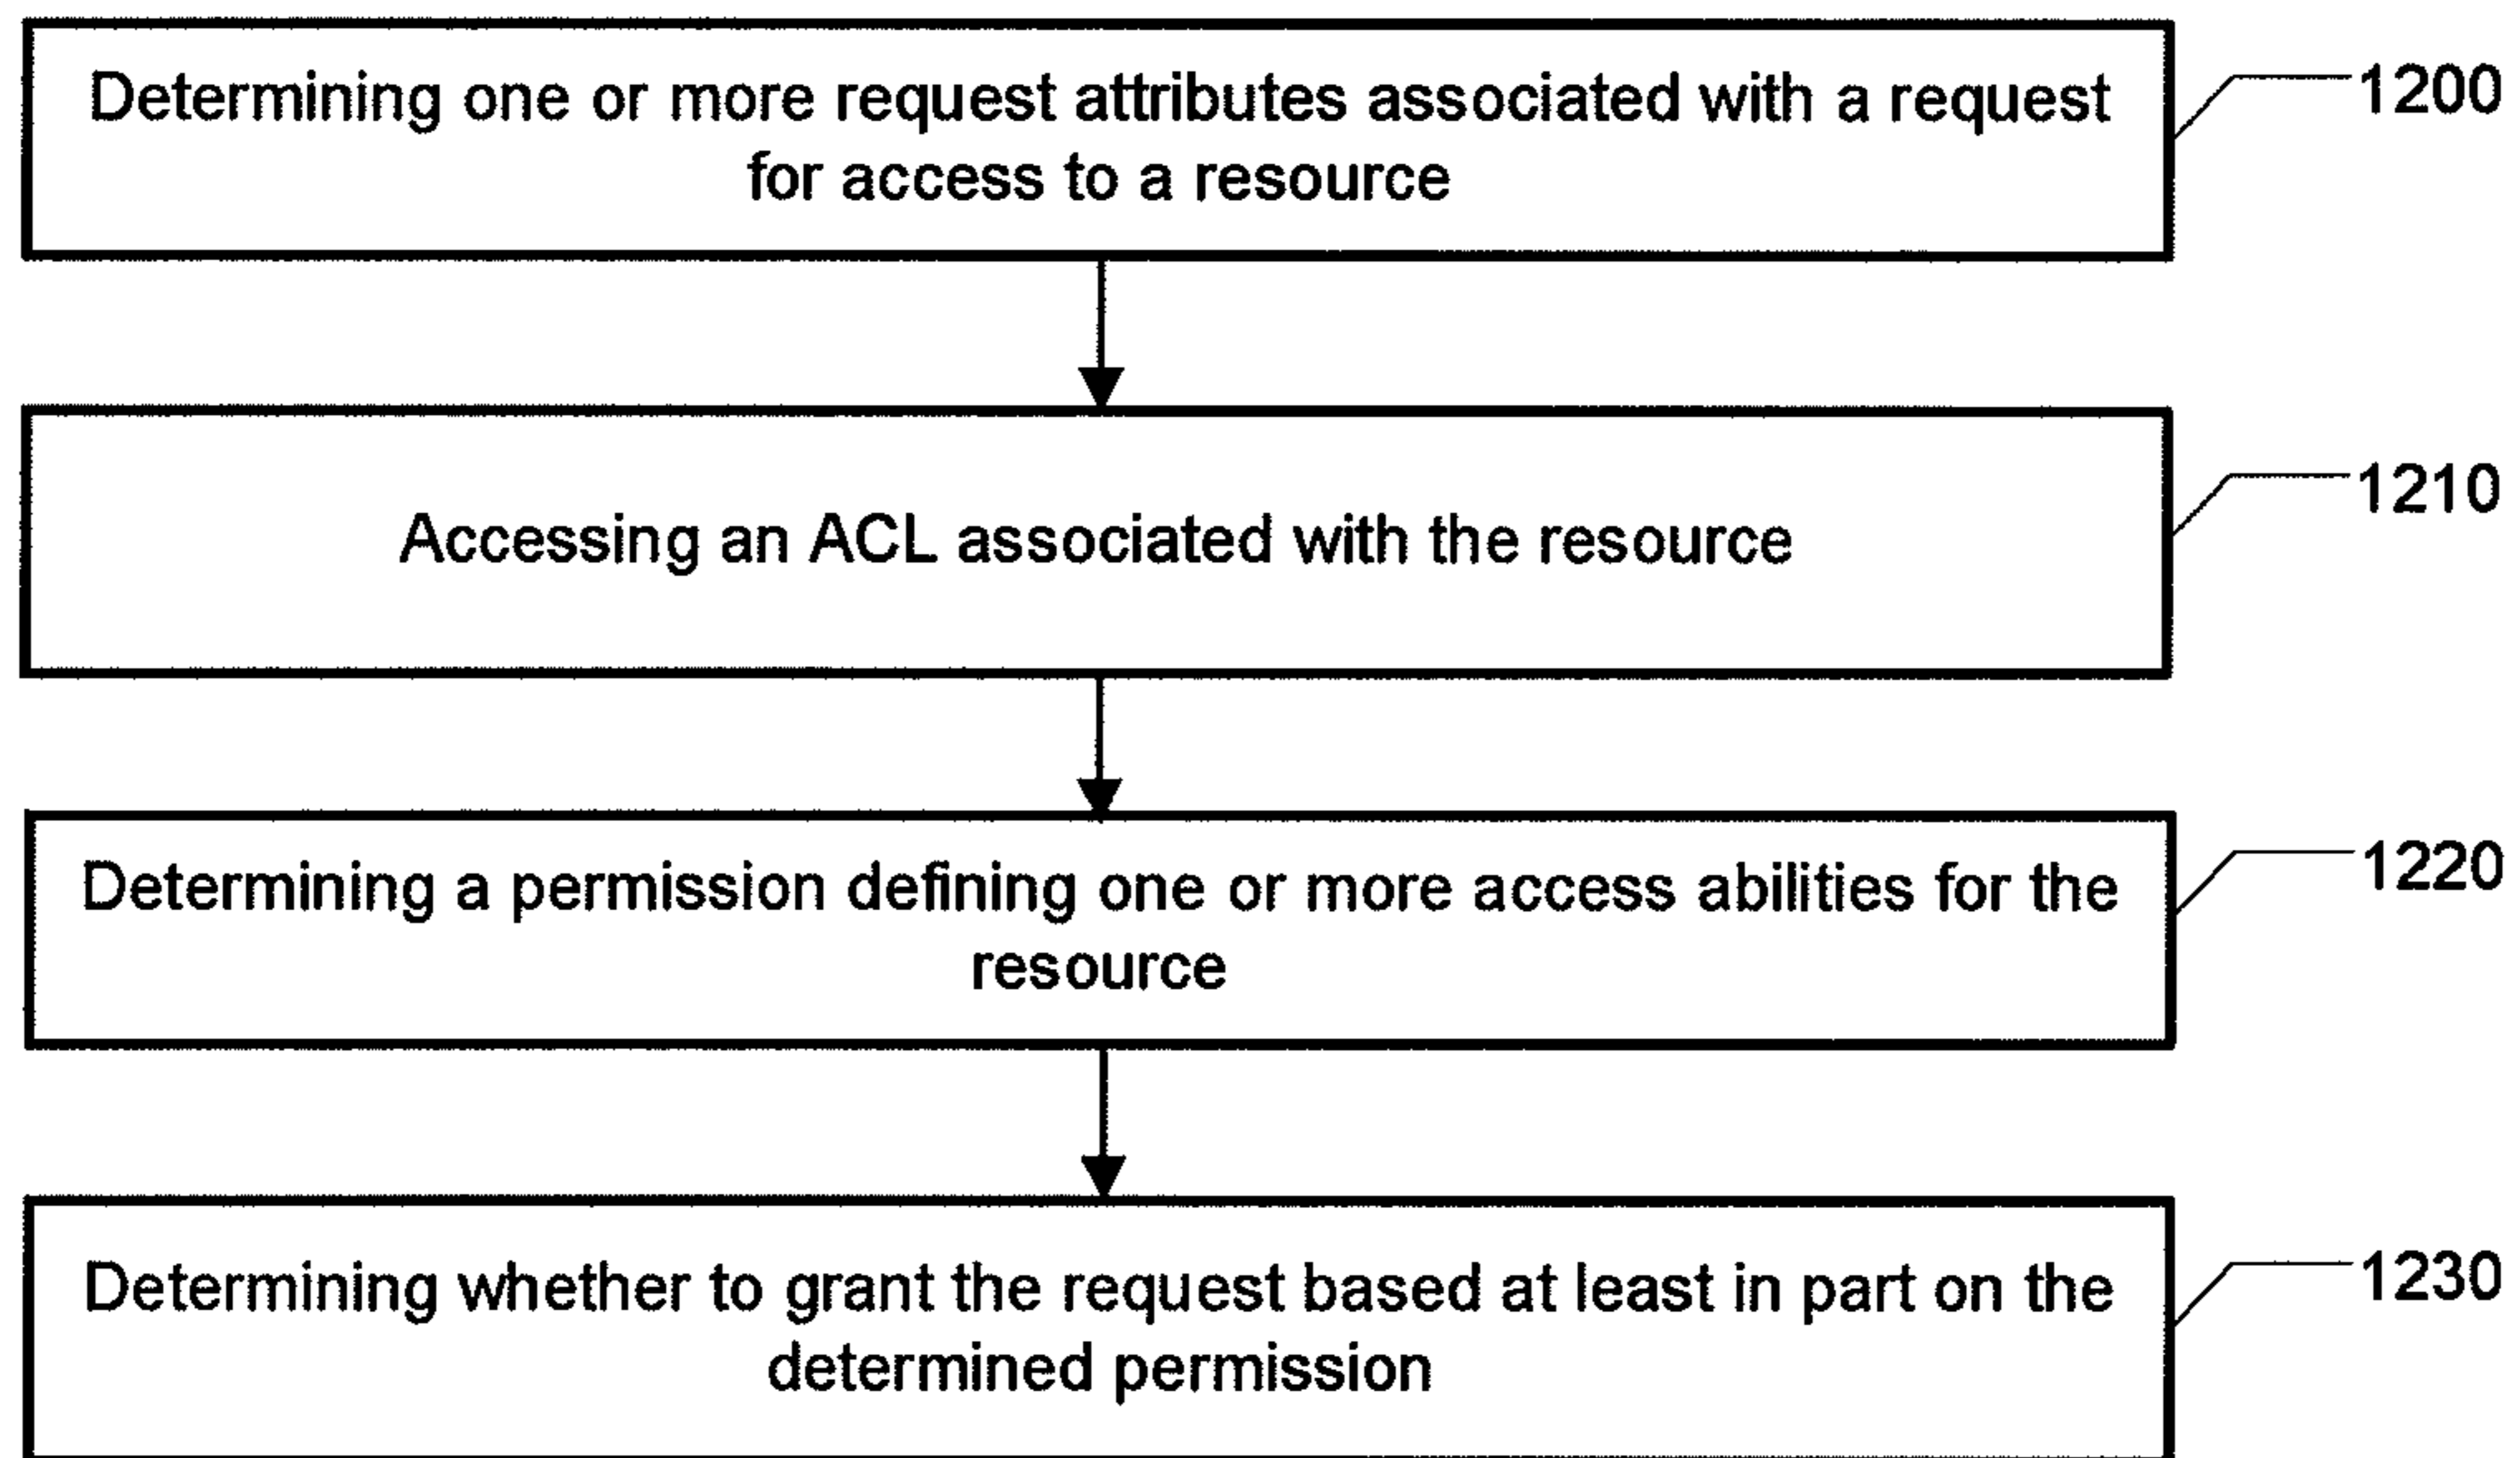 Determining one or more request attributes associated with a request
for access to a resource
1200
Accessing an ACL associated with the resource
1210
Determining a permission defining one or more access abilities for the
resource
1220
Determining whether to grant the request based at least in part on the
determined permission
1230